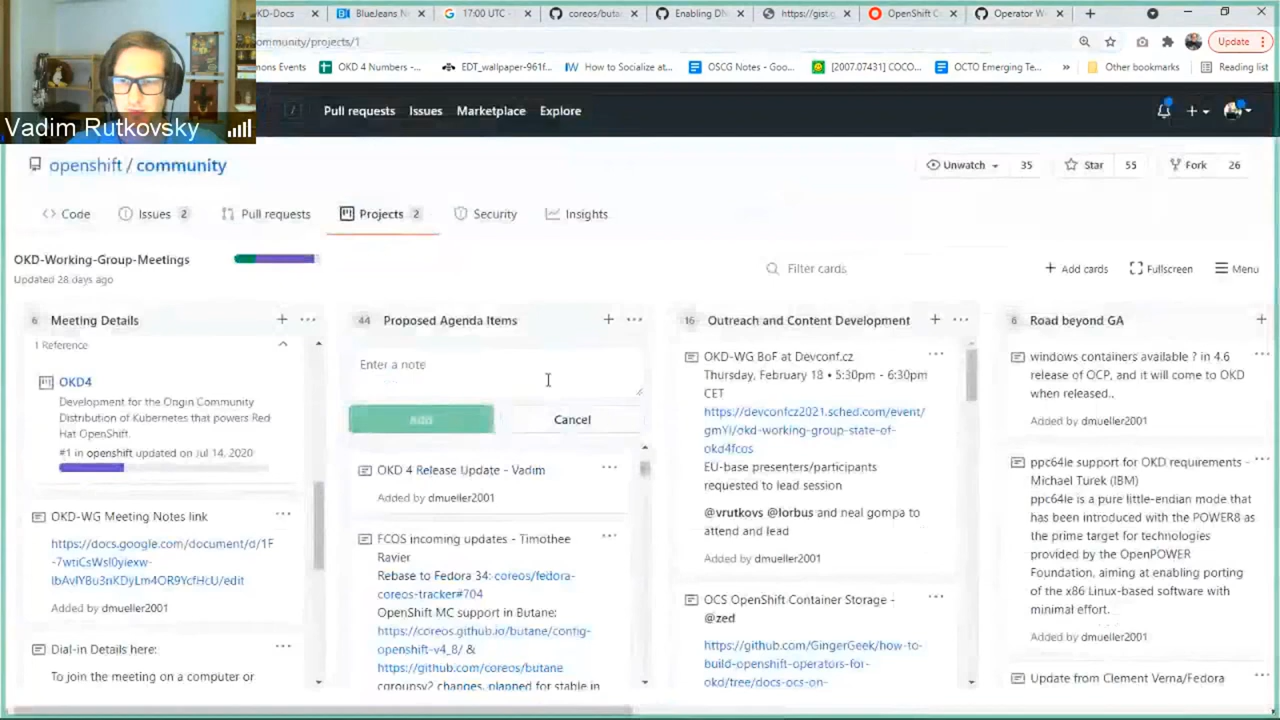 KD-Docs
BlueJeans N
17:00 UTC -
coreos/buta
Enabling DN
https://gist.g
OpenShift C
Operator W
ommunity/projects/1
Update
mons Events
OKD 4 Numbers -...
EDT_wallpaper-961f...
How to Socialize at...
OSCG Notes - Goo...
[2007.07431] COCO...
OCTO Emerging Te...
»
Other bookmarks
Reading list
Vadim Rutkovsky
/
Pull requests
Issues
Marketplace
Explore
openshift / community
Unwatch
35
Star
55
Fork
26
Code
Issues 2
Pull requests
Projects 2
Security
Insights
OKD-Working-Group-Meetings
Updated 28 days ago
Filter cards
Add cards
Fullscreen
Menu
6 Meeting Details
1 Reference
OKD4
Development for the Origin Community
Distribution of Kubernetes that powers Red
Hat OpenShift.
#1 in openshift updated on Jul 14, 2020
OKD-WG Meeting Notes link
https://docs.google.com/document/d/1F
-7wtiCsWsl0yiexw-
lbAvIYBu3nKDyLm4OR9YcfHcU/edit
Added by dmueller2001
Dial-in Details here:
To join the meeting on a computer or
44 Proposed Agenda Items
Enter a note
Add
Cancel
OKD 4 Release Update - Vadim
Added by dmueller2001
FCOS incoming updates - Timothee
Ravier
Rebase to Fedora 34: coreos/fedora-
coreos-tracker#704
OpenShift MC support in Butane:
https://coreos.github.io/butane/config-
openshift-v4_8/ &
https://github.com/coreos/butane
cgroupsv2 changes, planned for stable in
16 Outreach and Content Development
OKD-WG BoF at Devconf.cz
Thursday, February 18 • 5:30pm - 6:30pm
CET
https://devconfcz2021.sched.com/event/
gmYI/okd-working-group-state-of-
okd4fcos
EU-base presenters/participants
requested to lead session
@vrutkovs @lorbus and neal gompa to
attend and lead
Added by dmueller2001
OCS OpenShift Container Storage -
@zed
https://github.com/GingerGeek/how-to-
build-openshift-operators-for-
okd/tree/docs-ocs-on-
6 Road beyond GA
windows containers available ? in 4.6
release of OCP, and it will come to OKD
when released..
Added by dmueller2001
ppc64le support for OKD requirements -
Michael Turek (IBM)
ppc64le is a pure little-endian mode that
has been introduced with the POWER8 as
the prime target for technologies
provided by the OpenPOWER
Foundation, aiming at enabling porting
of the x86 Linux-based software with
minimal effort.
Added by dmueller2001
Update from Clement Verna/Fedora